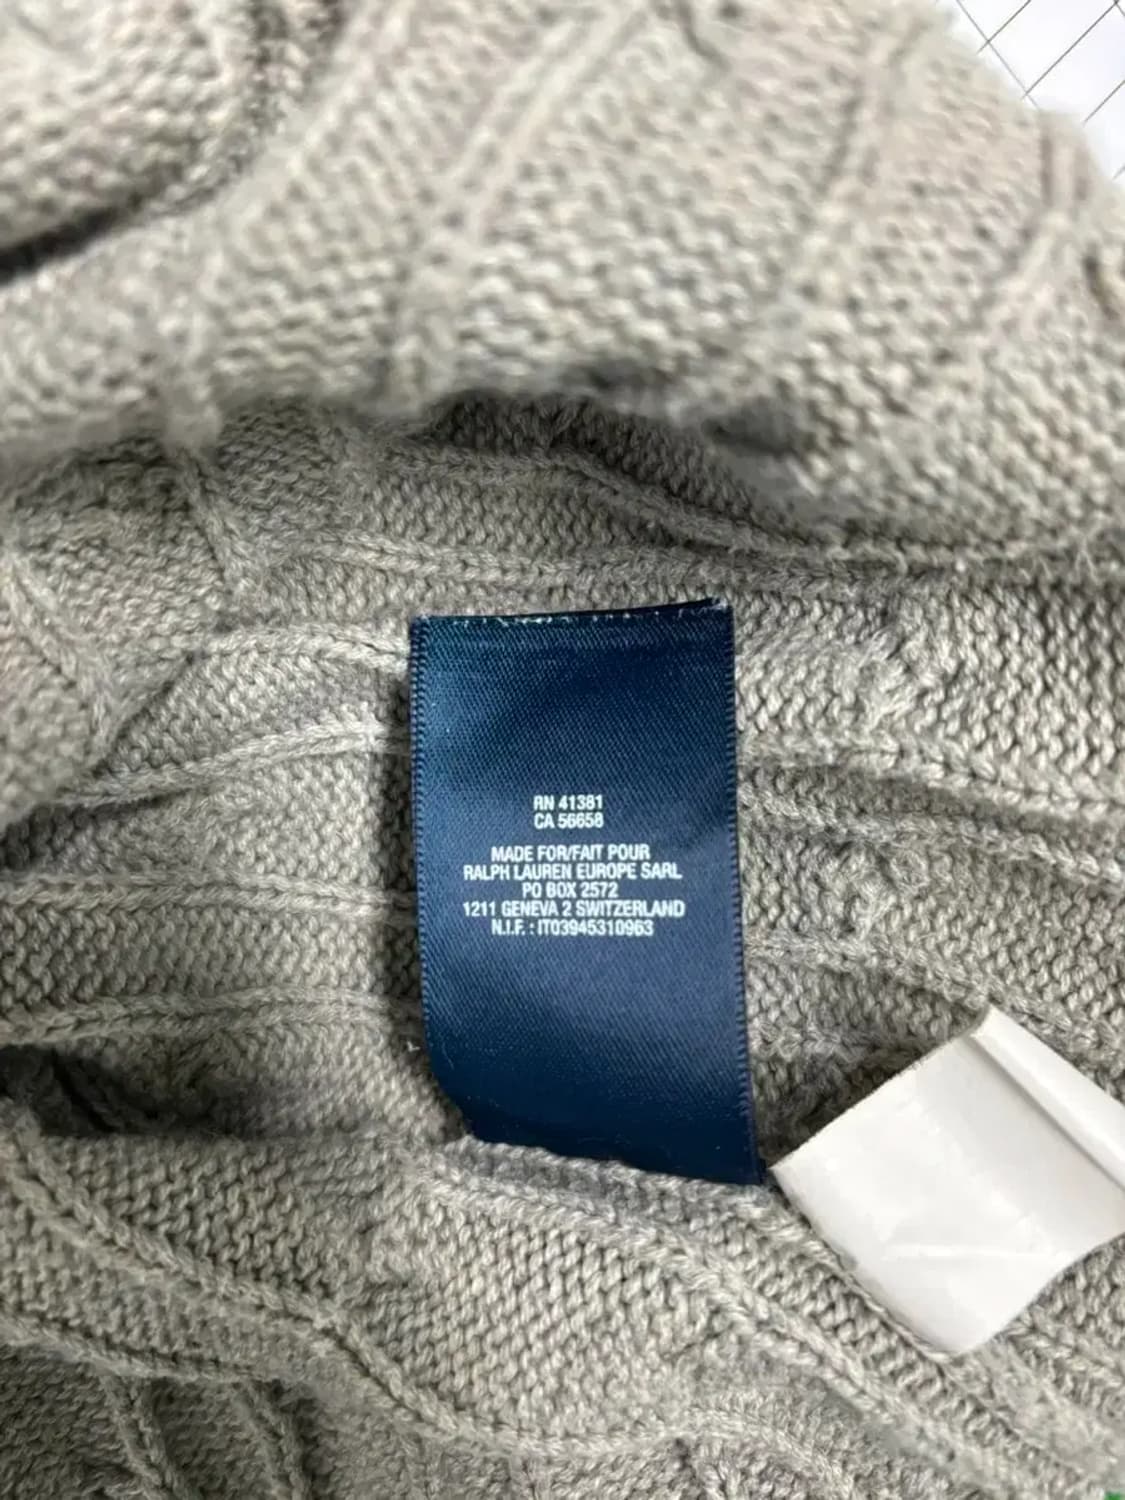 RN 41381
CA 56658
MADE FOR/FAIT POUR
RALPH LAUREN EUROPE SARL
PO BOX 2572
1211 GENEVA 2 SWITZERLAND
N.I.F. : IT03945310963